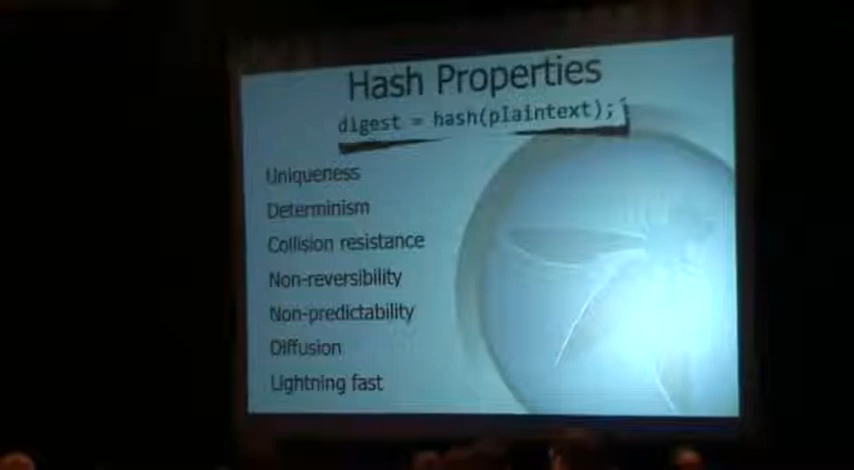 Hash Properties
digest = hash(plaintext);
Uniqueness
Determinism
Collision resistance
Non-reversibility
Non-predictability
Diffusion
Lightning fast